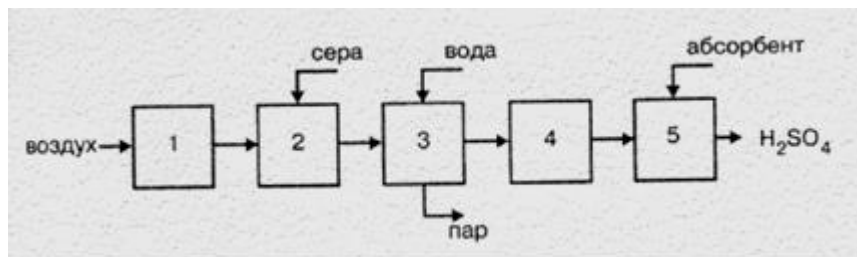 сера
вода
абсорбент
воздух
1
2
3
4
5
H₂SO₄
пар